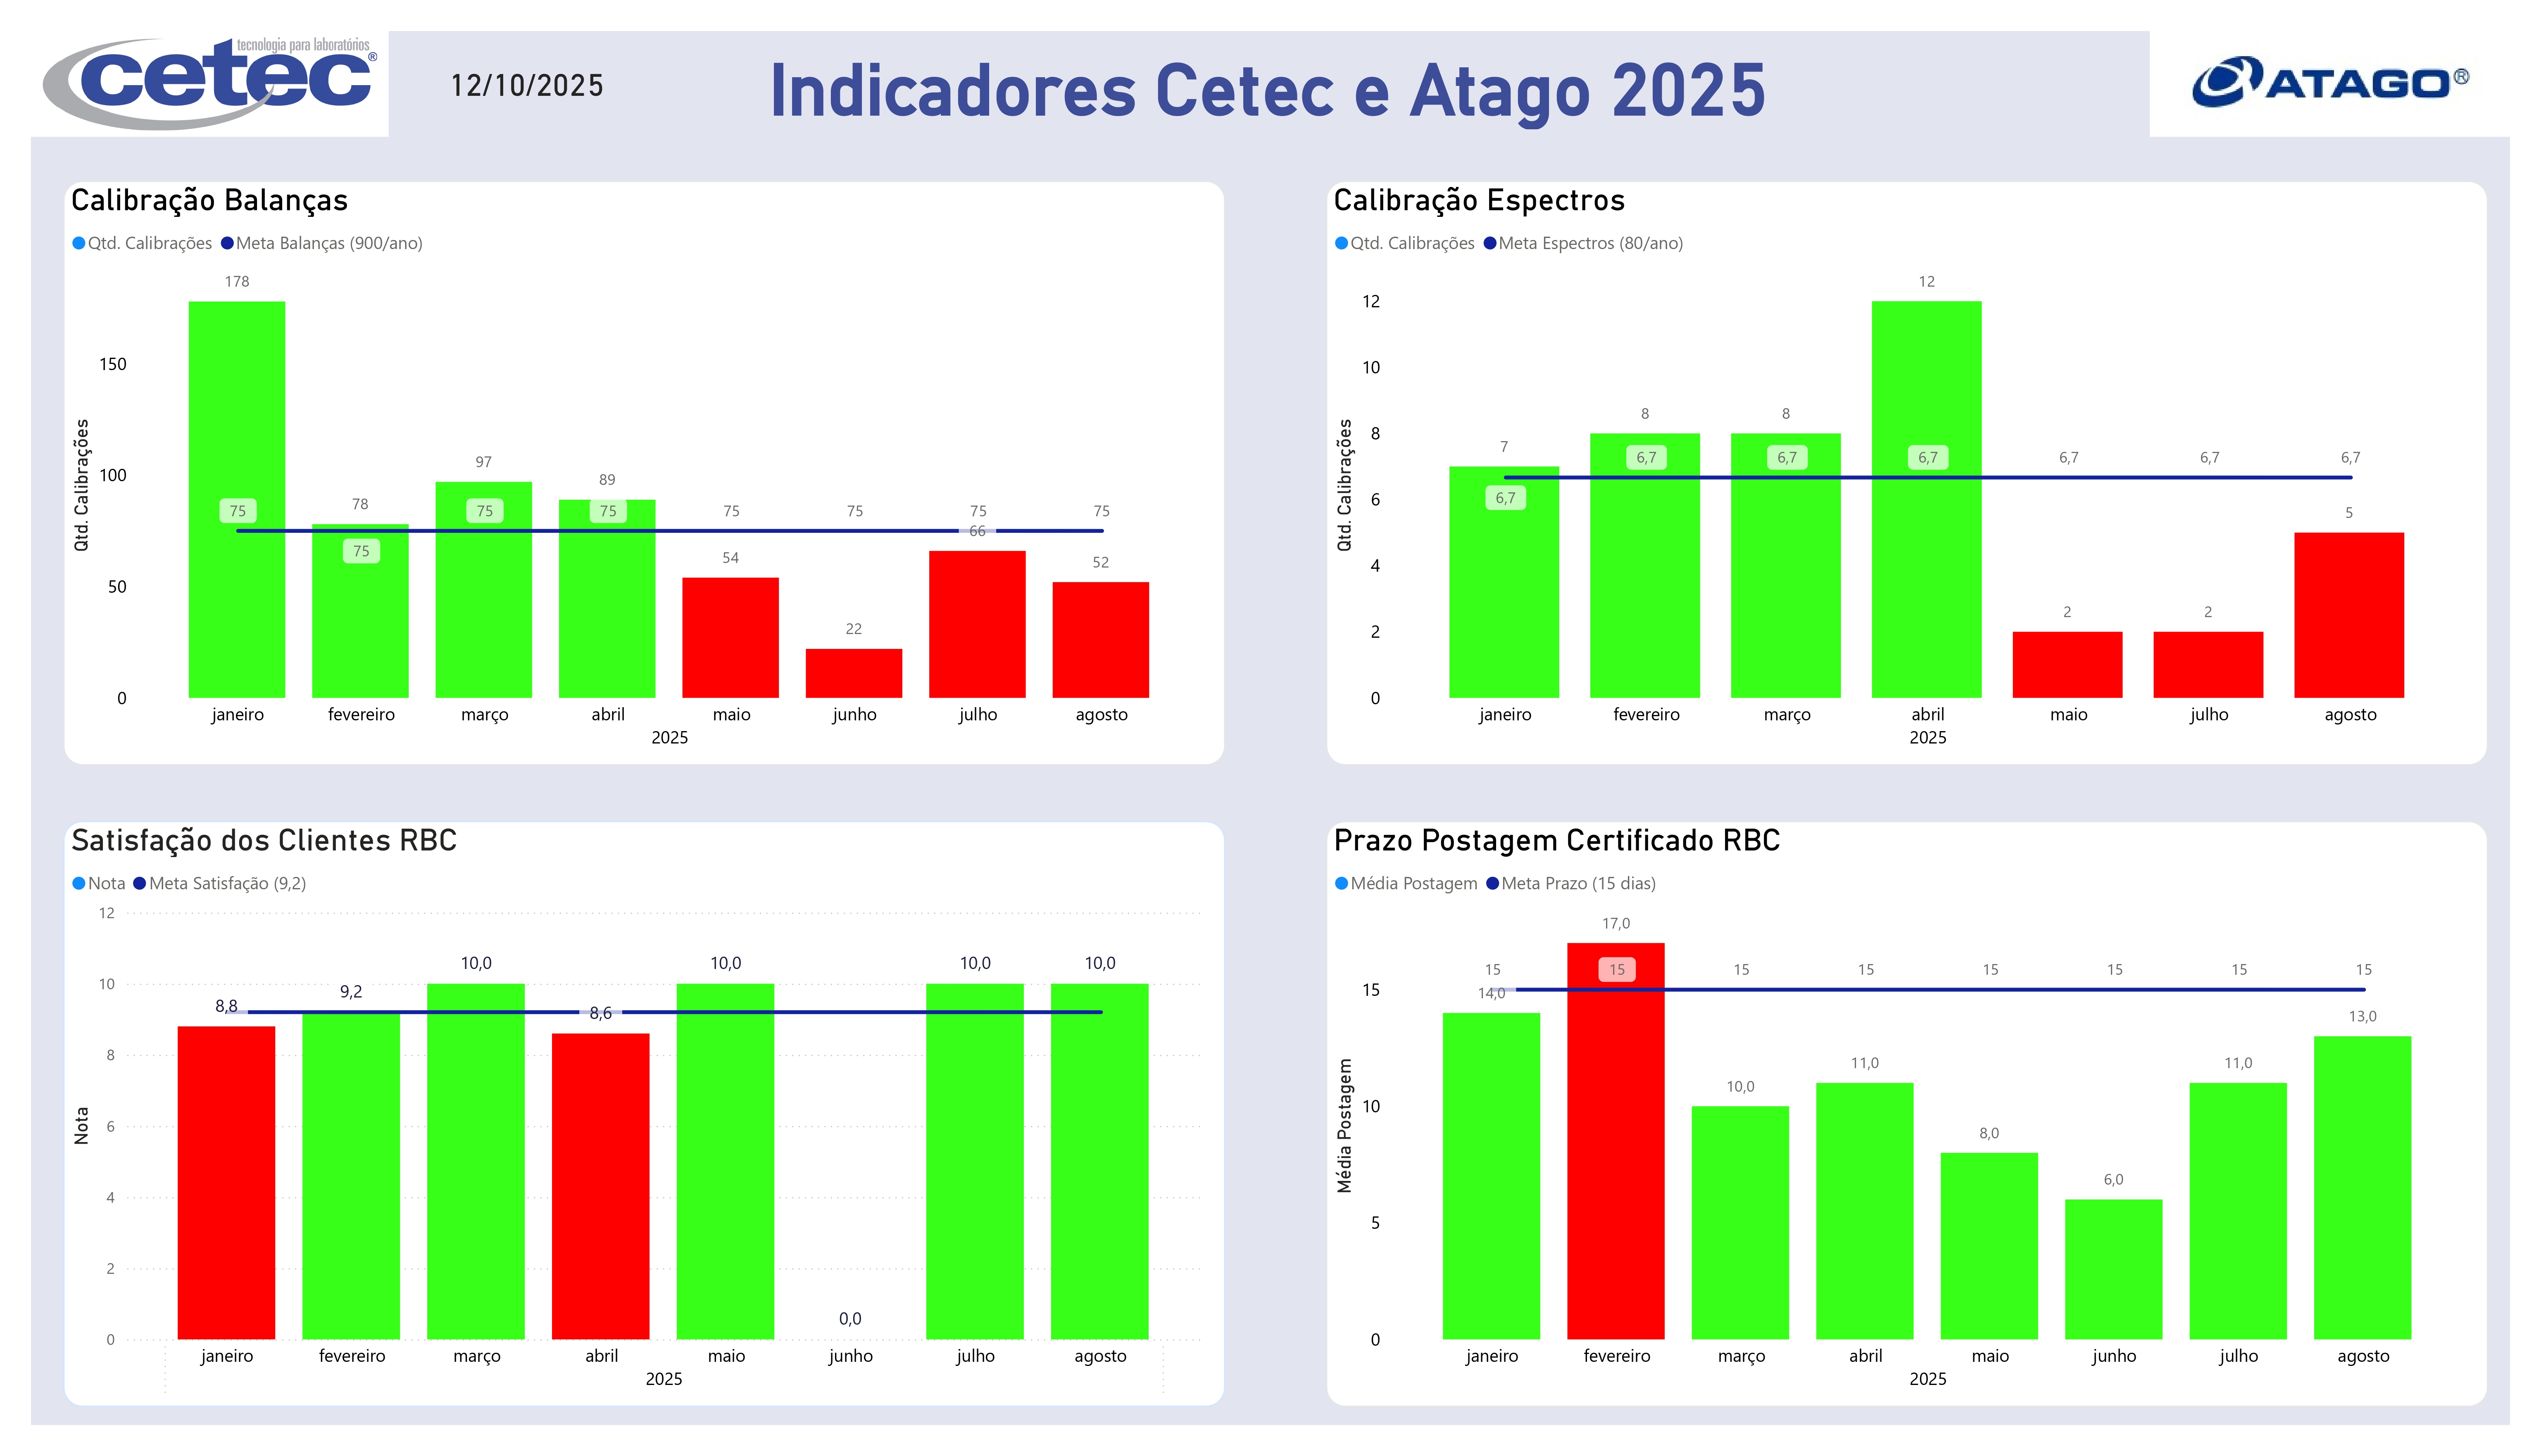 tecnologia para laboratórios
cetec®
12/10/2025
Indicadores Cetec e Atago 2025
ATAGO®
Calibração Balanças
Qtd. Calibrações Meta Balanças (900/ano)
178
150
100
50
0
Qtd. Calibrações
97
89
78
75 75 75 75 75 75 75
75
66
54
52
22
janeiro fevereiro março abril maio junho julho agosto
2025
Calibração Espectros
Qtd. Calibrações Meta Espectros (80/ano)
12
12
10
8
6
4
2
0
Qtd. Calibrações
8 8
7
6,7 6,7 6,7 6,7 6,7 6,7
6,7
5
2 2
janeiro fevereiro março abril maio julho agosto
2025
Satisfação dos Clientes RBC
Nota Meta Satisfação (9,2)
12
10
8
6
4
2
0
Nota
10,0 10,0 10,0 10,0
9,2
8,8
8,6
0,0
janeiro fevereiro março abril maio junho julho agosto
2025
Prazo Postagem Certificado RBC
Média Postagem Meta Prazo (15 dias)
17,0
15 15 15 15 15 15 15 15
15
10
5
0
Média Postagem
14,0
13,0
11,0 11,0
10,0
8,0
6,0
janeiro fevereiro março abril maio junho julho agosto
2025